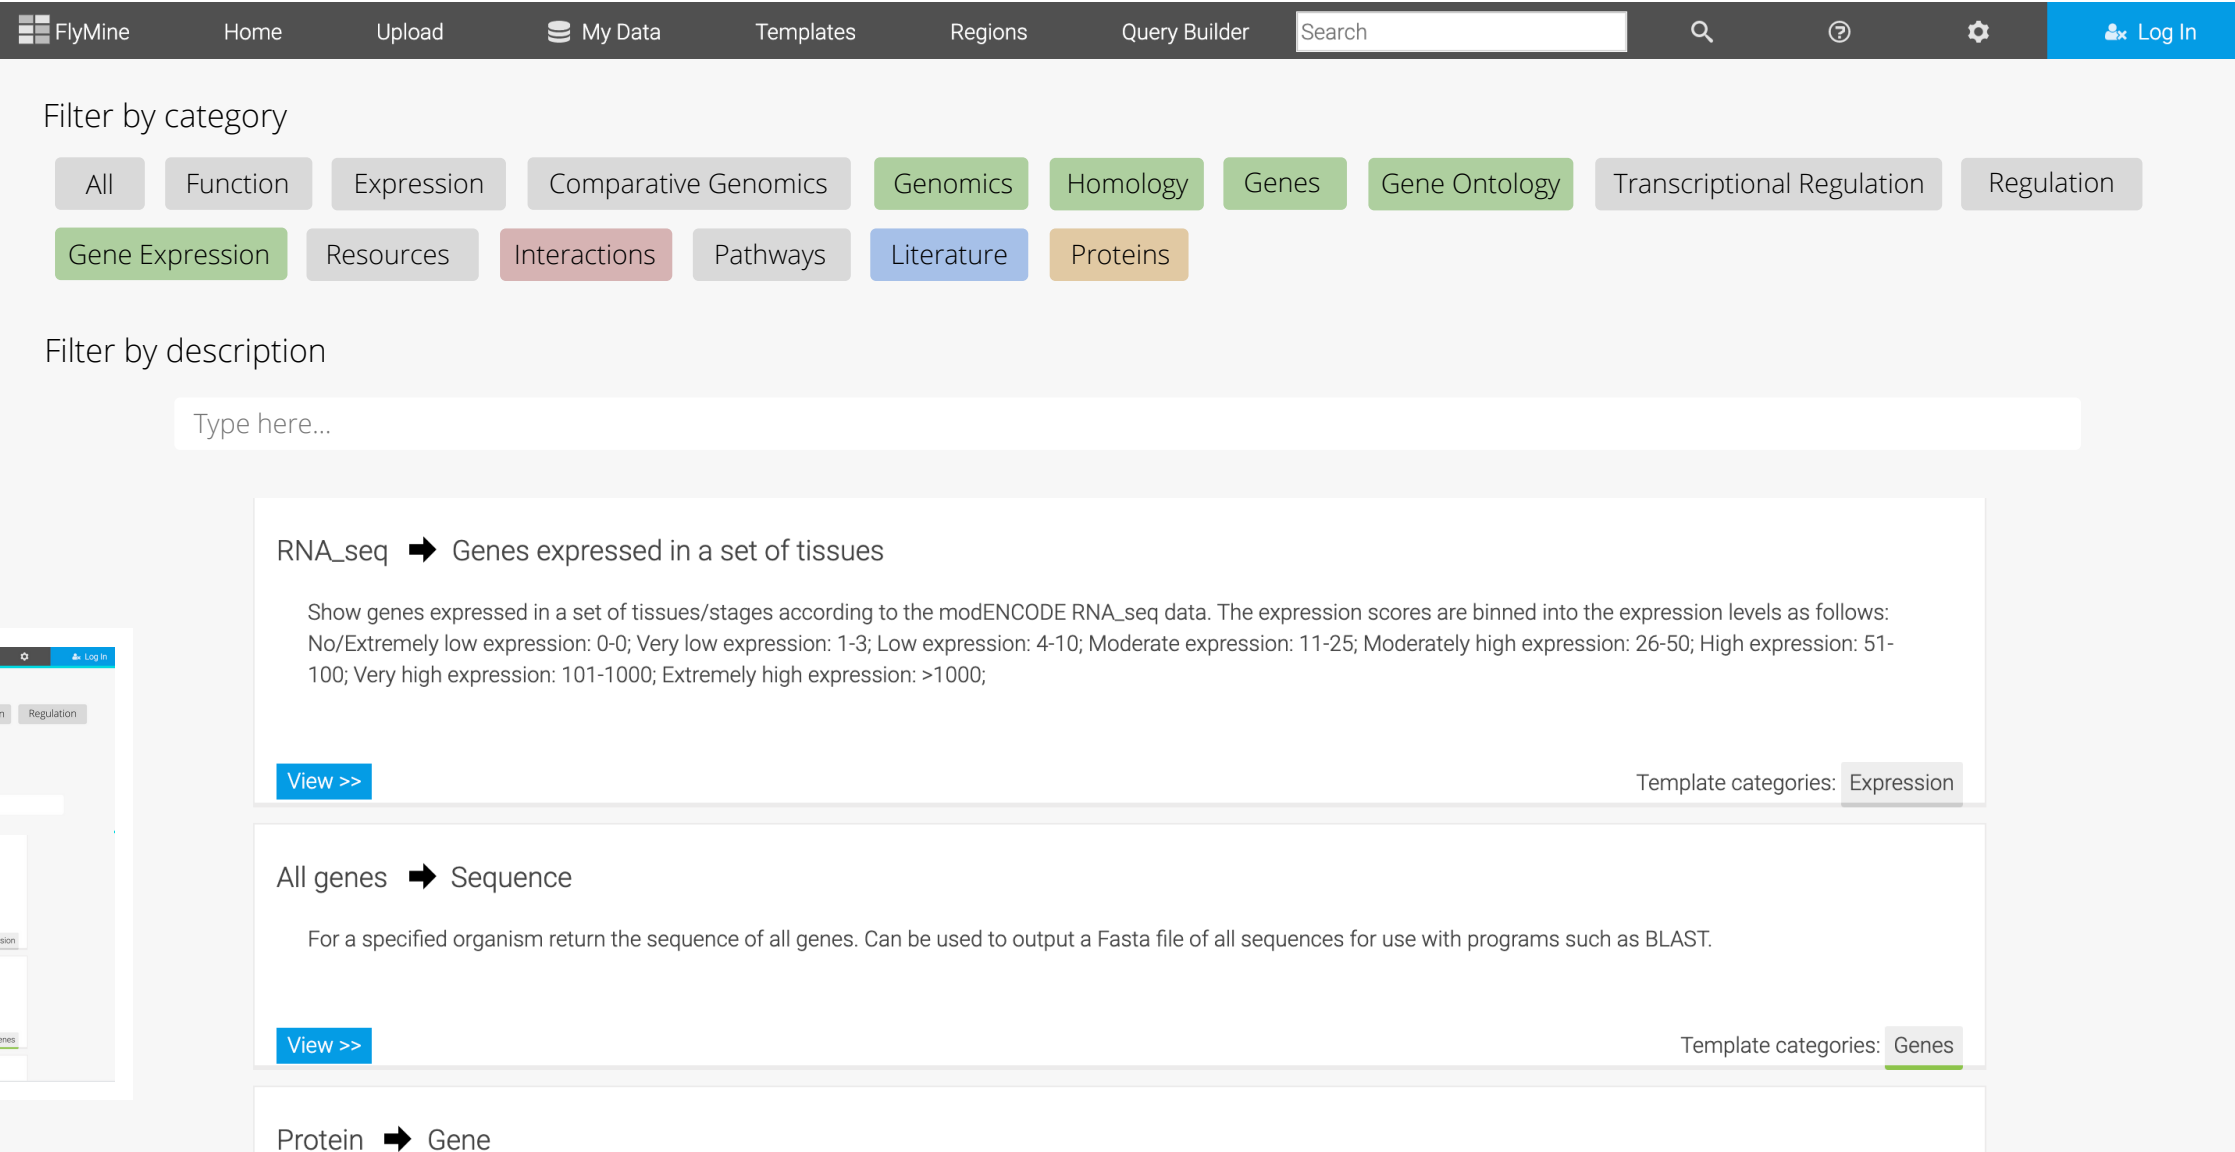 FlyMine Home Upload My Data Templates Regions Query Builder Search Log In
Filter by category
All Function Expression Comparative Genomics Genomics Homology Genes Gene Ontology Transcriptional Regulation Regulation
Gene Expression Resources Interactions Pathways Literature Proteins
Filter by description
Type here...
RNA_seq Genes expressed in a set of tissues
Show genes expressed in a set of tissues/stages according to the modENCODE RNA_seq data. The expression scores are binned into the expression levels as follows:
No/Extremely low expression: 0-0; Very low expression: 1-3; Low expression: 4-10; Moderate expression: 11-25; Moderately high expression: 26-50; High expression: 51-
100; Very high expression: 101-1000; Extremely high expression: >1000;
View >>
Template categories: Expression
All genes Sequence
For a specified organism return the sequence of all genes. Can be used to output a Fasta file of all sequences for use with programs such as BLAST.
View >>
Template categories: Genes
Protein Gene
Log In
Regulation